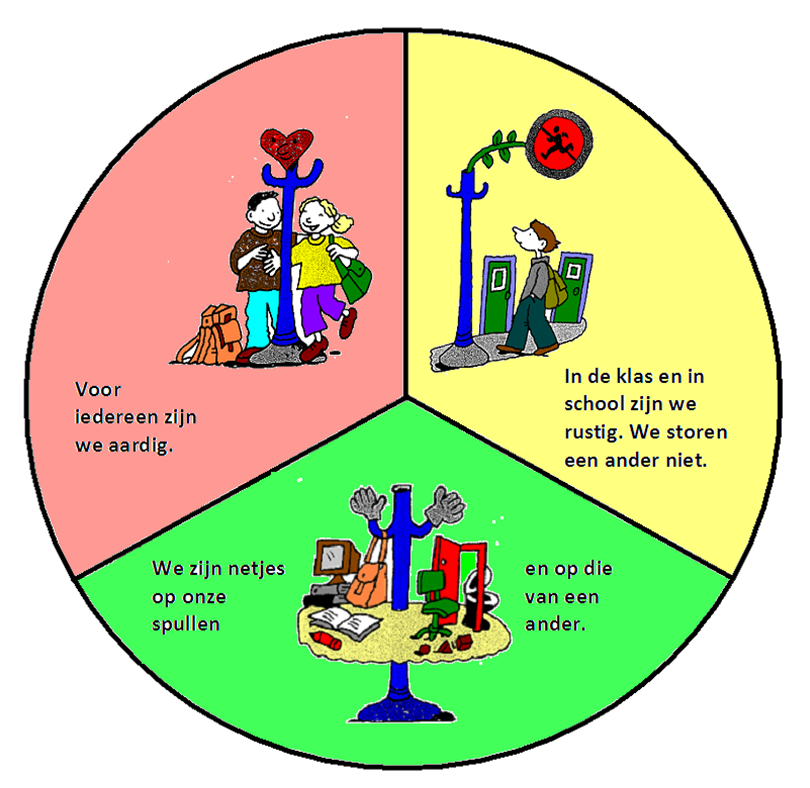 Voor
iedereen zijn
we aardig.
In de klas en in
school zijn we
rustig. We storen
een ander niet.
We zijn netjes
op onze
spullen
en op die
van een
ander.